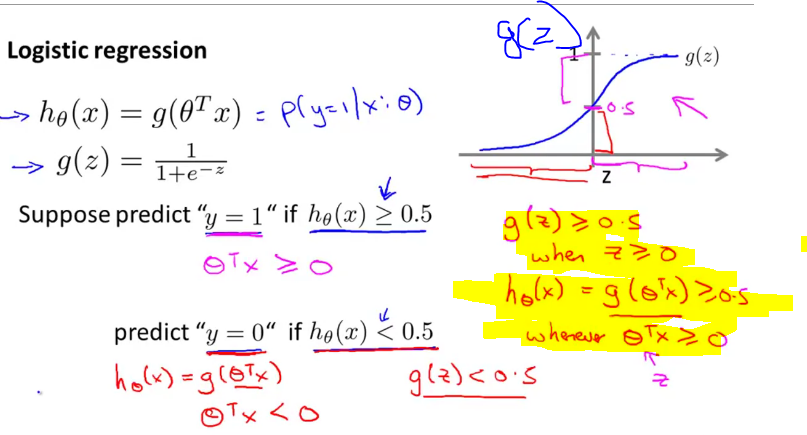 g(z)
1
g(z)
Logistic regression
→ hθ(x) = g(θᵀx) = P(y=1|x;θ)
0.5
→ g(z) = 1/(1+e⁻ᶻ)
z
Suppose predict “y = 1“ if hθ(x) ≥ 0.5
θᵀx ≥ 0
g(z) ≥ 0.5
when z ≥ 0
hθ(x) = g(θᵀx) ≥ 0.5
whenever θᵀx ≥ 0
z
predict “y = 0“ if hθ(x) < 0.5
hθ(x) = g(θᵀx)
g(z) < 0.5
θᵀx < 0